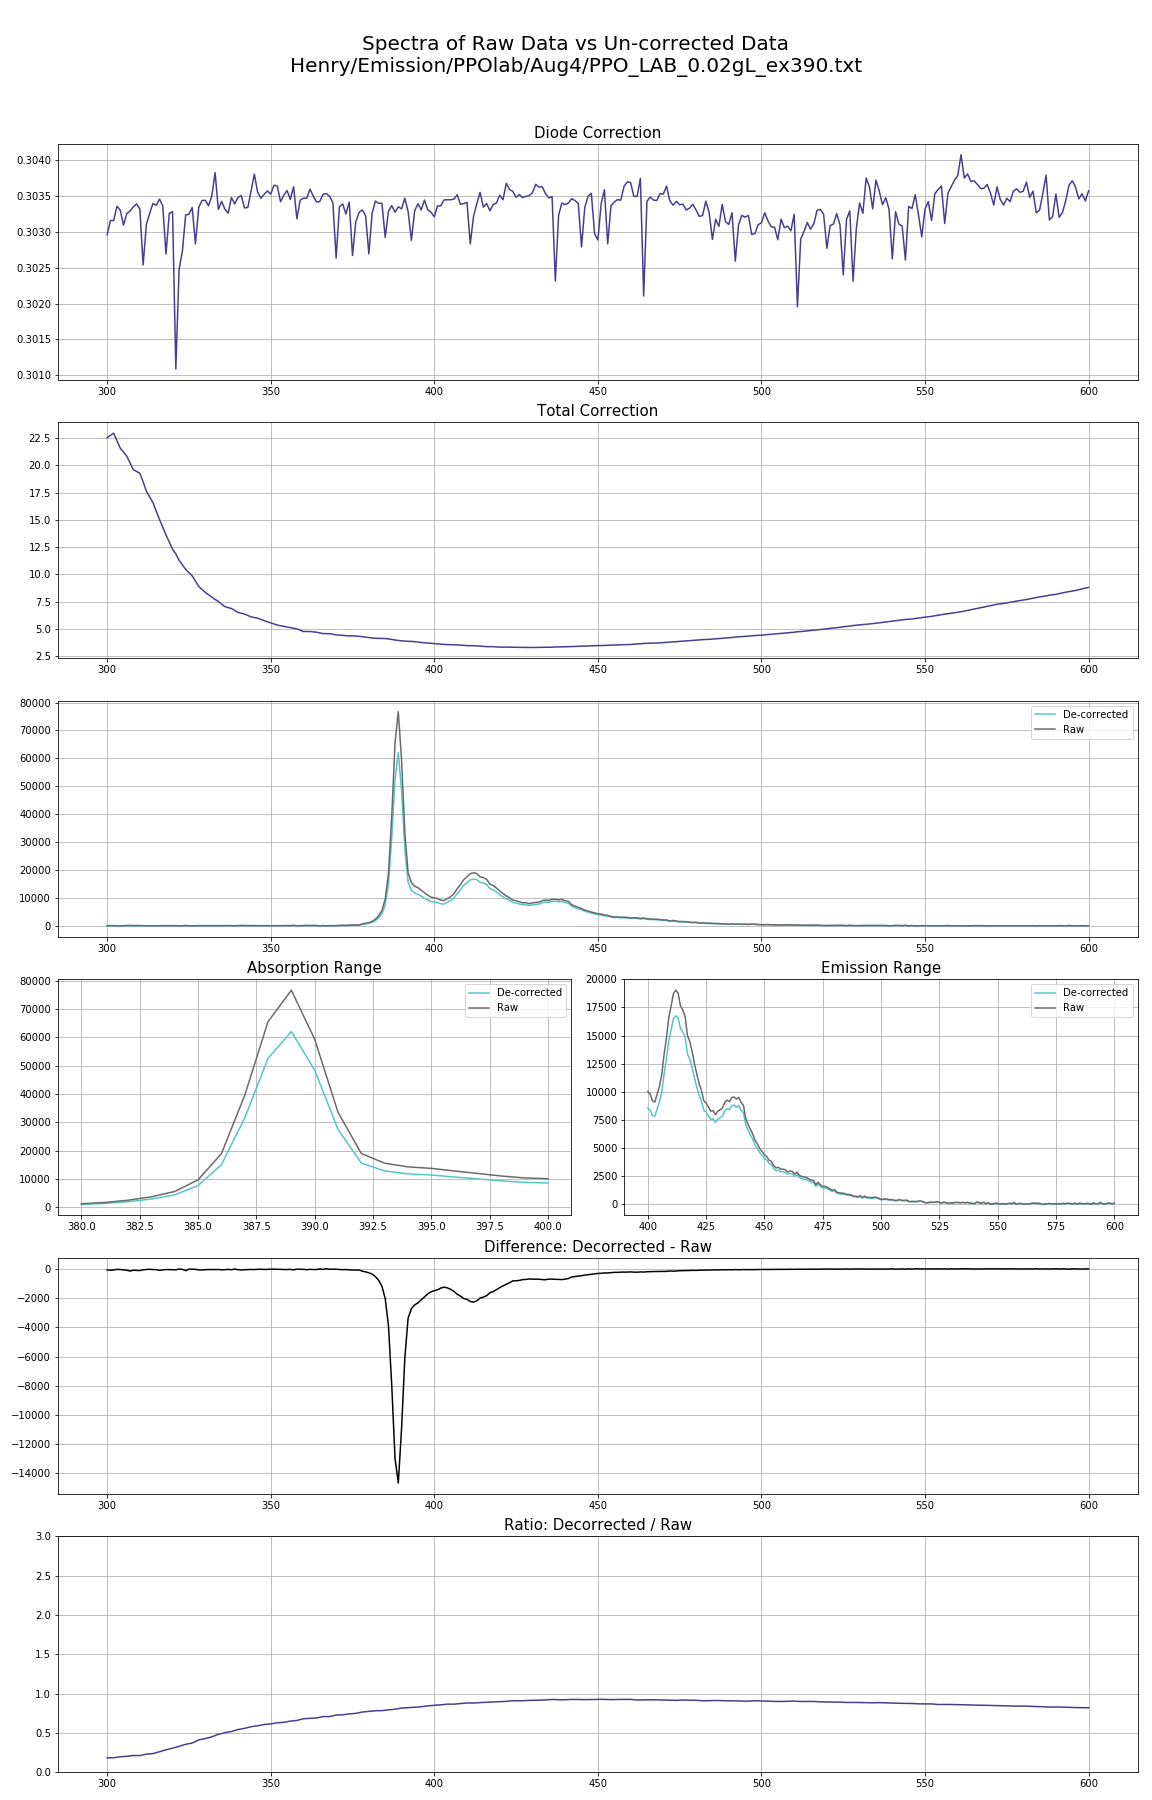 Spectra of Raw Data vs Un-corrected Data
Henry/Emission/PPOlab/Aug4/PPO_LAB_0.02gL_ex390.txt
Diode Correction
0.3040
0.3035
0.3030
0.3025
0.3020
0.3015
0.3010
300 350 400 450 500 550 600
Total Correction
22.5
20.0
17.5
15.0
12.5
10.0
7.5
5.0
2.5
300 350 400 450 500 550 600
80000
70000
60000
50000
40000
30000
20000
10000
0
De-corrected
Raw
300 350 400 450 500 550 600
Absorption Range
80000
70000
60000
50000
40000
30000
20000
10000
0
De-corrected
Raw
380.0 382.5 385.0 387.5 390.0 392.5 395.0 397.5 400.0
Emission Range
20000
17500
15000
12500
10000
7500
5000
2500
0
De-corrected
Raw
400 425 450 475 500 525 550 575 600
Difference: Decorrected - Raw
0
−2000
−4000
−6000
−8000
−10000
−12000
−14000
300 350 400 450 500 550 600
Ratio: Decorrected / Raw
3.0
2.5
2.0
1.5
1.0
0.5
0.0
300 350 400 450 500 550 600